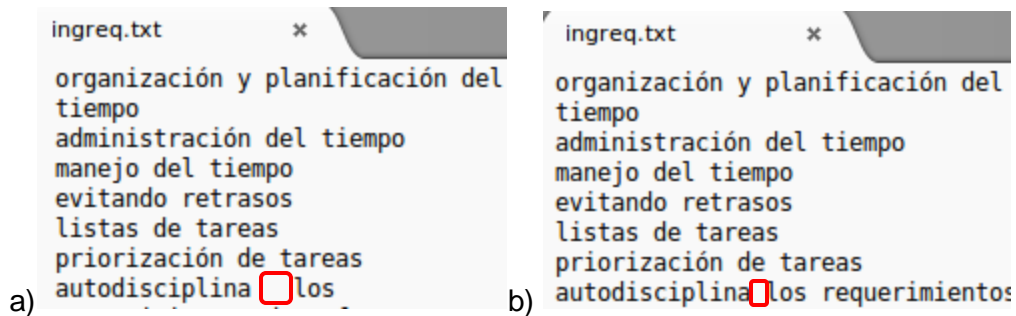 ingreq.txt ×
organización y planificación del
tiempo
administración del tiempo
manejo del tiempo
evitando retrasos
listas de tareas
priorización de tareas
autodisciplina los
a)
ingreq.txt ×
organización y planificación del
tiempo
administración del tiempo
manejo del tiempo
evitando retrasos
listas de tareas
priorización de tareas
autodisciplina los requerimientos
b)